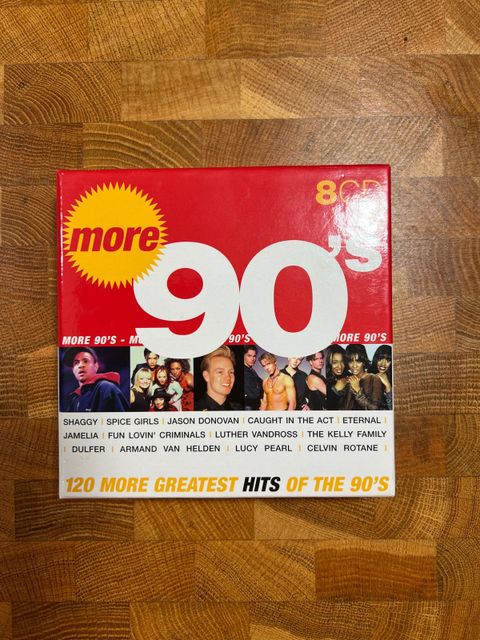 8CD
more
90's
MORE 90'S - MO 90'S MORE 90'S
SHAGGY | SPICE GIRLS | JASON DONOVAN | CAUGHT IN THE ACT | ETERNAL |
JAMELIA | FUN LOVIN' CRIMINALS | LUTHER VANDROSS | THE KELLY FAMILY
| DULFER | ARMAND VAN HELDEN | LUCY PEARL | CELVIN ROTANE |
120 MORE GREATEST HITS OF THE 90'S